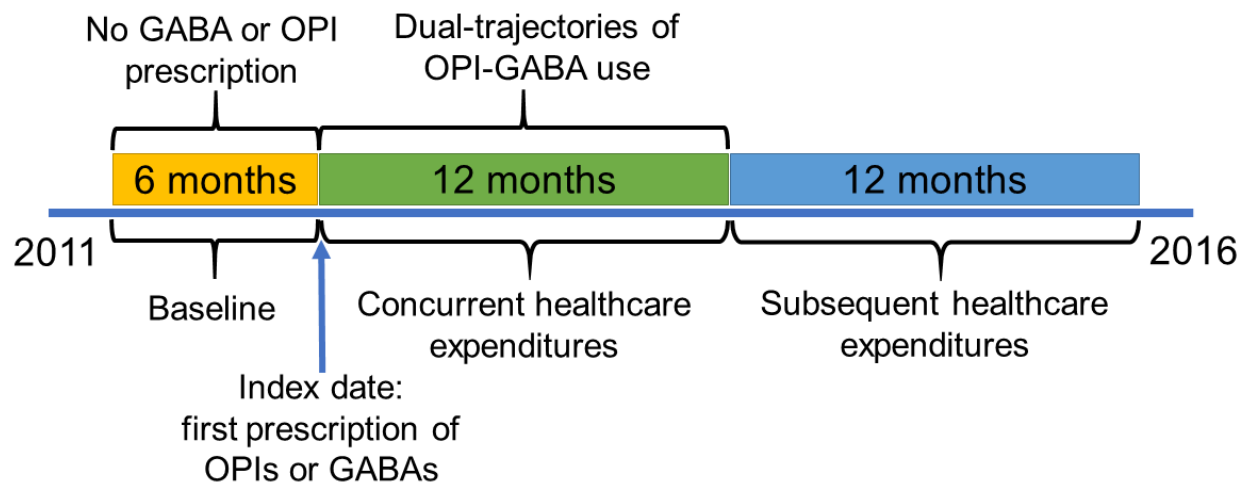 No GABA or OPI
prescription
Dual-trajectories of
OPI-GABA use
6 months
12 months
12 months
2011
2016
Baseline
Concurrent healthcare
expenditures
Subsequent healthcare
expenditures
Index date:
first prescription of
OPIs or GABAs